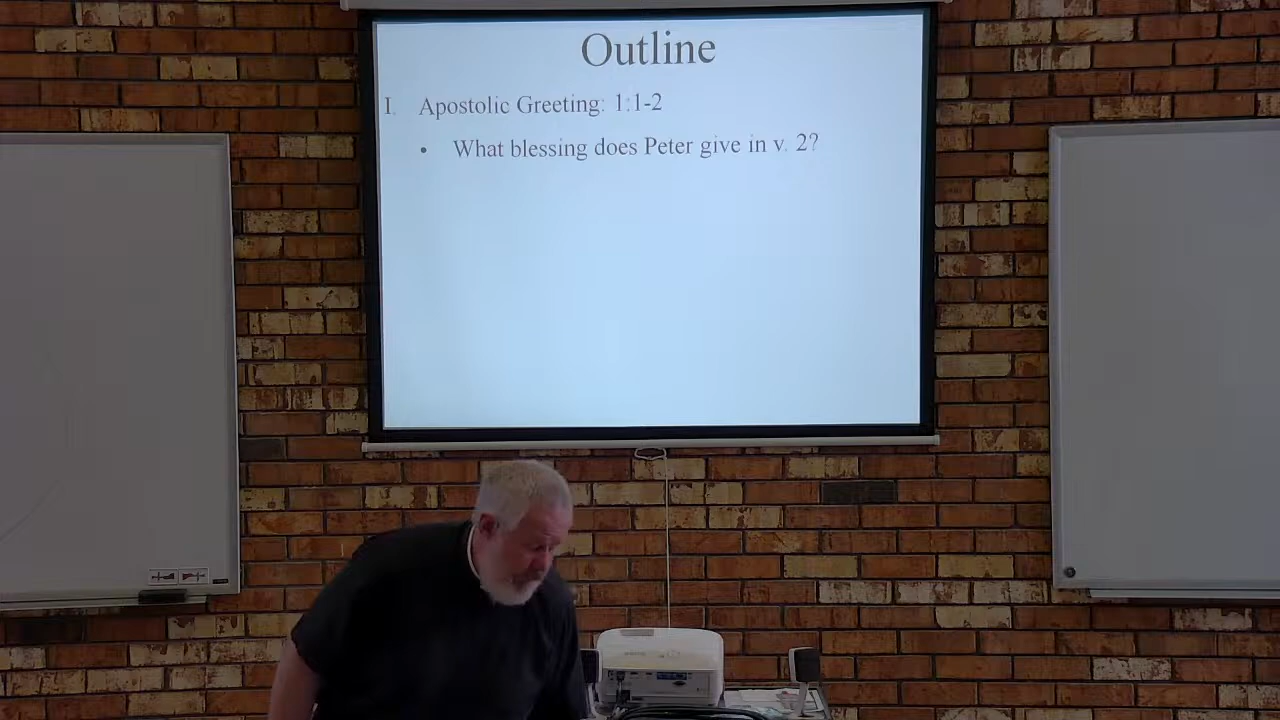 Outline
I. Apostolic Greeting: 1:1-2
• What blessing does Peter give in v. 2?